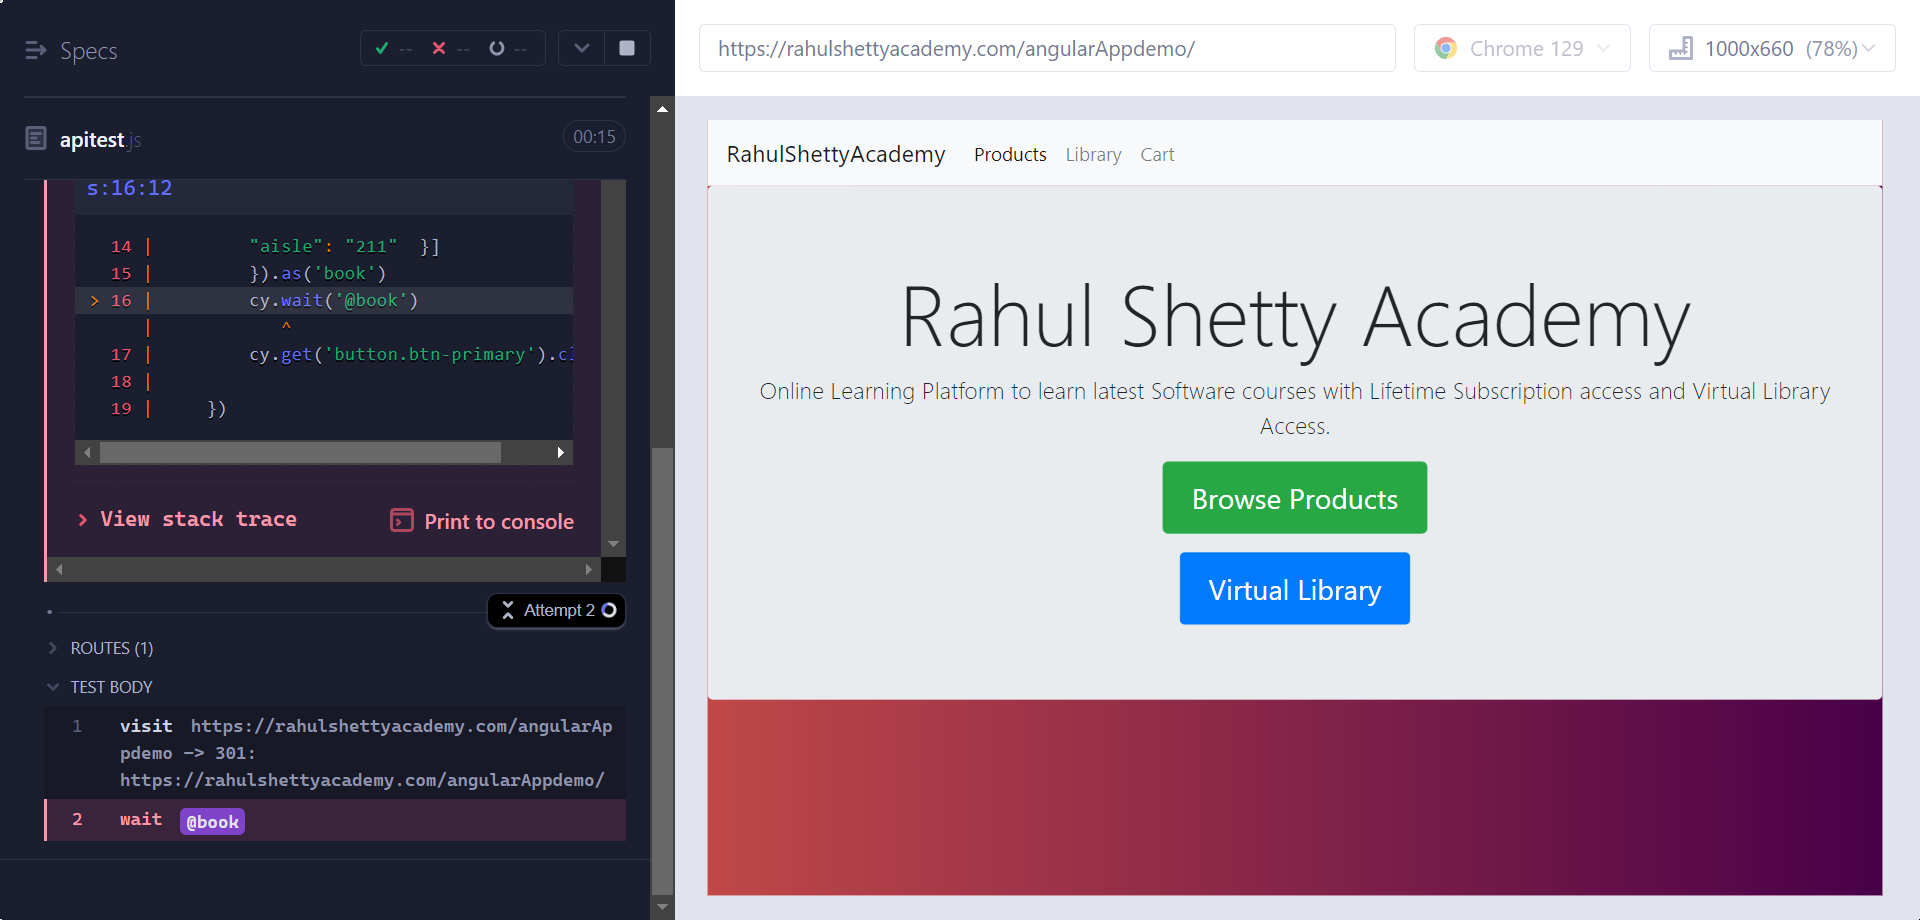 Specs
--
--
--
https://rahulshettyacademy.com/angularAppdemo/
Chrome 129
1000x660 (78%)
apitest.js
00:15
s:16:12
14 | "aisle": "211" }]
15 | }).as('book')
> 16 | cy.wait('@book')
| ^
17 | cy.get('button.btn-primary').cl
18 |
19 | })
View stack trace
Print to console
Attempt 2
ROUTES (1)
TEST BODY
1 visit https://rahulshettyacademy.com/angularAp
pdemo -> 301:
https://rahulshettyacademy.com/angularAppdemo/
2 wait @book
RahulShettyAcademy Products Library Cart
Rahul Shetty Academy
Online Learning Platform to learn latest Software courses with Lifetime Subscription access and Virtual Library
Access.
Browse Products
Virtual Library